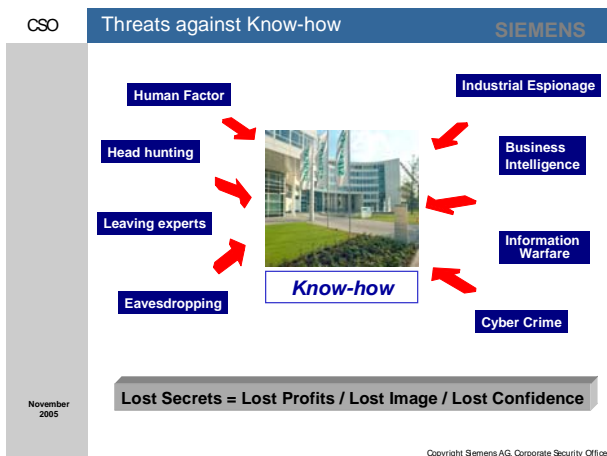 CSO
Threats against Know-how
SIEMENS
Human Factor
Head hunting
Leaving experts
Eavesdropping
Industrial Espionage
Business
Intelligence
Information
Warfare
Cyber Crime
Know-how
Lost Secrets = Lost Profits / Lost Image / Lost Confidence
November
2005
Copyright Siemens AG, Corporate Security Office